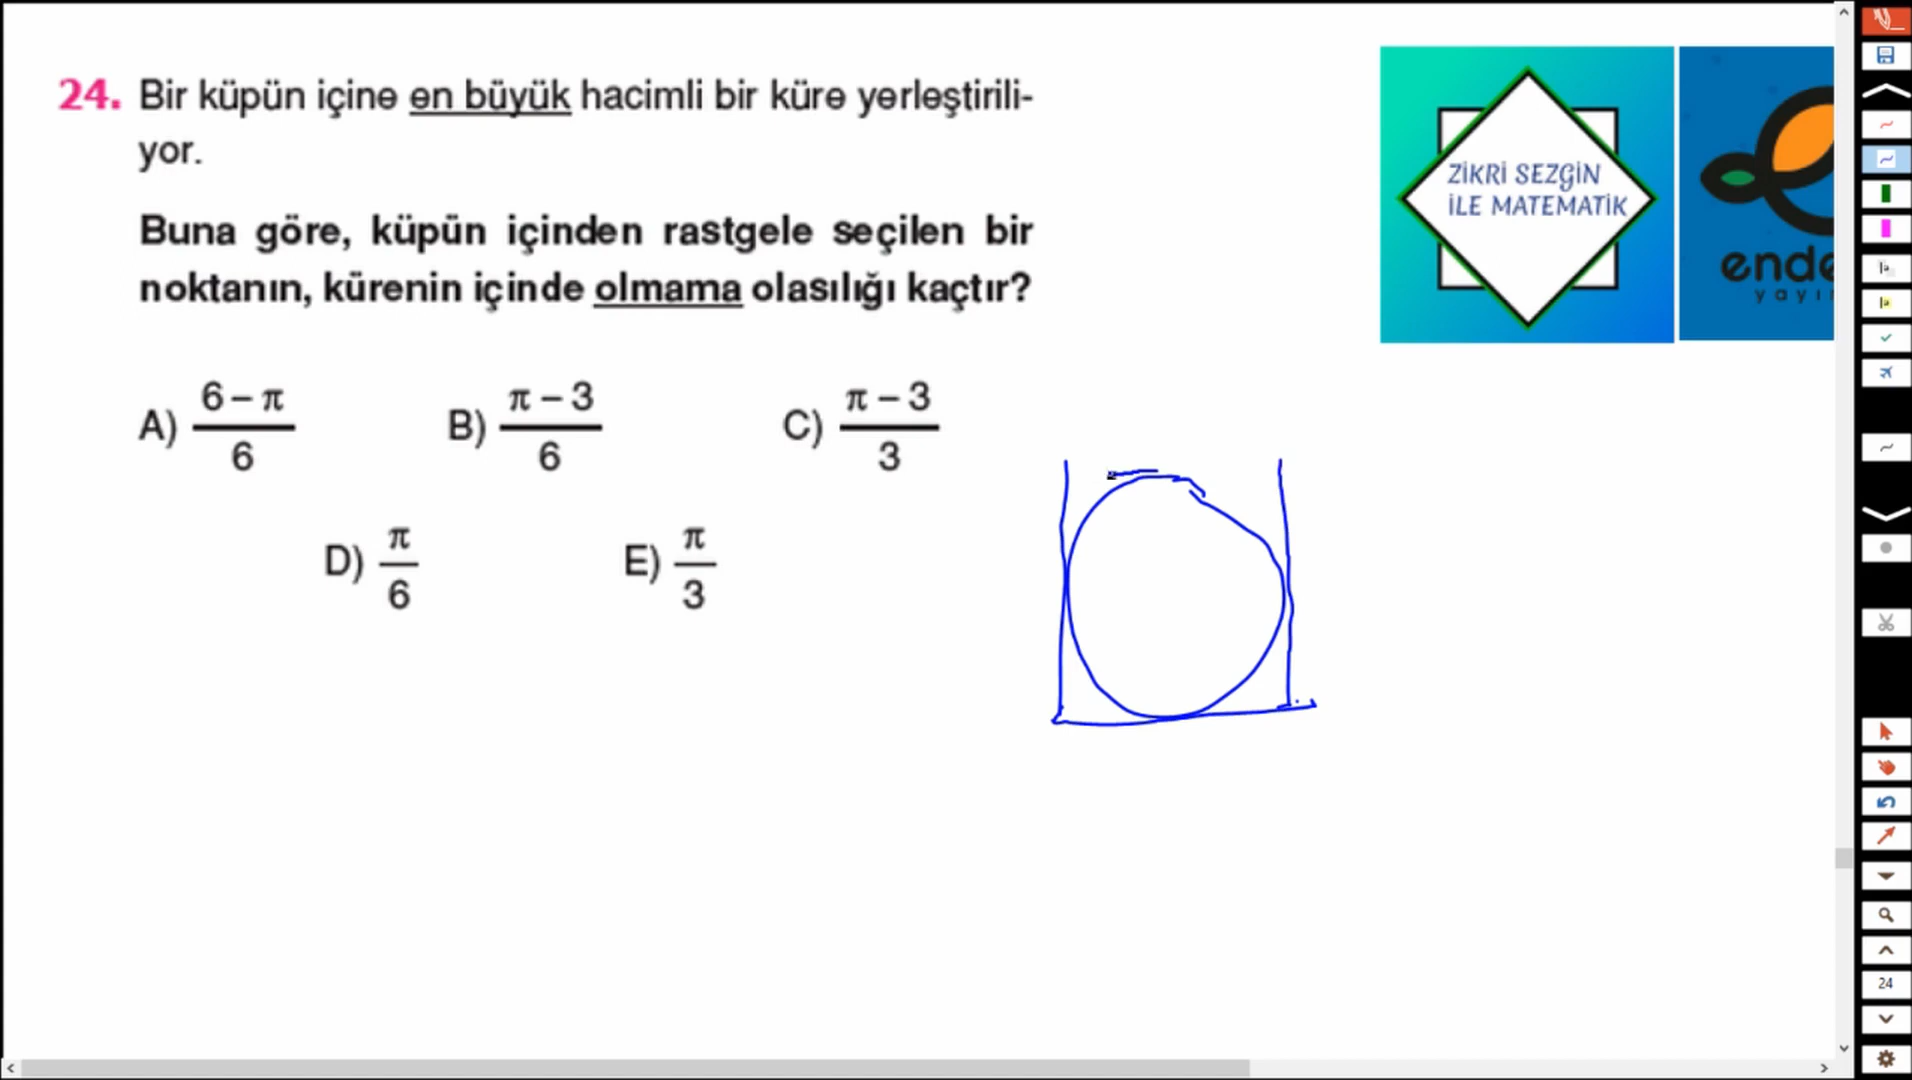 24. Bir küpün içine en büyük hacimli bir küre yerleştirili-
yor.
Buna göre, küpün içinden rastgele seçilen bir
noktanın, kürenin içinde olmama olasılığı kaçtır?
A) 6 – π / 6 B) π – 3 / 6 C) π – 3 / 3
D) π / 6 E) π / 3
ZİKRİ SEZGİN
İLE MATEMATİK
ende
yayı
24